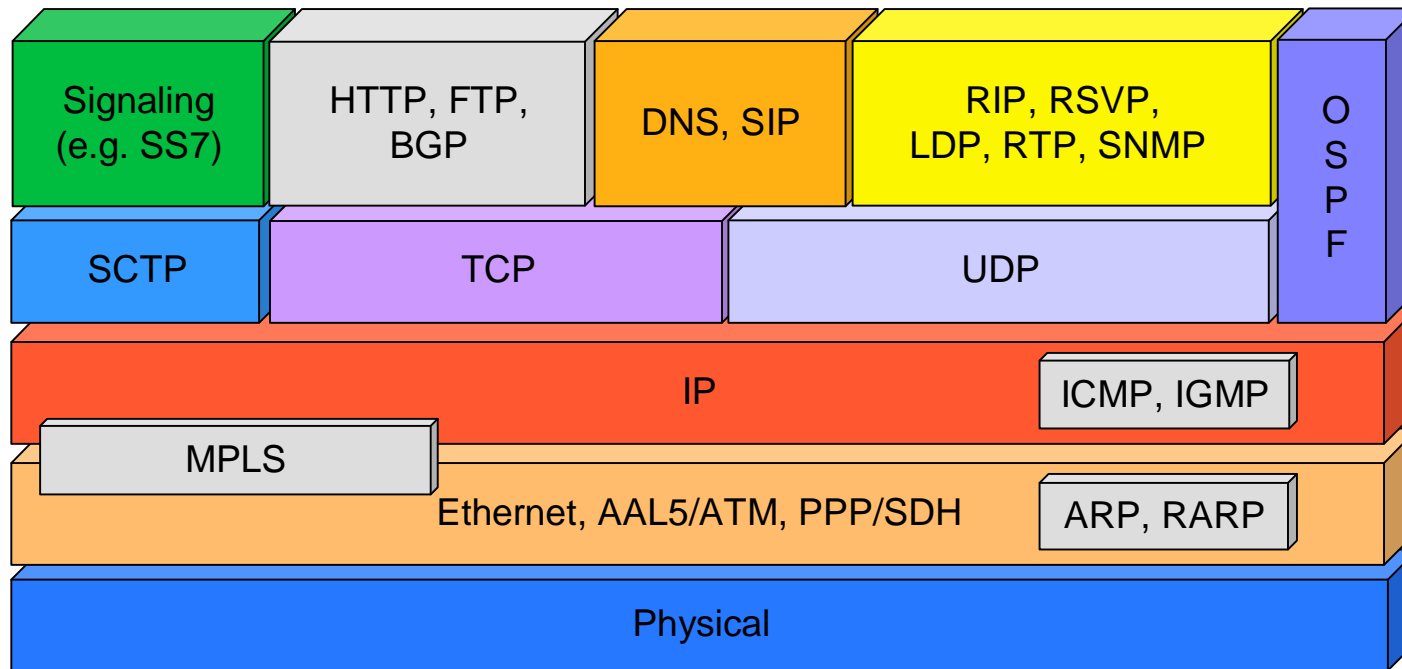 Signaling
(e.g. SS7)
HTTP, FTP,
BGP
DNS, SIP
RIP, RSVP,
LDP, RTP, SNMP
O
S
P
F
SCTP
TCP
UDP
IP
ICMP, IGMP
MPLS
Ethernet, AAL5/ATM, PPP/SDH
ARP, RARP
Physical